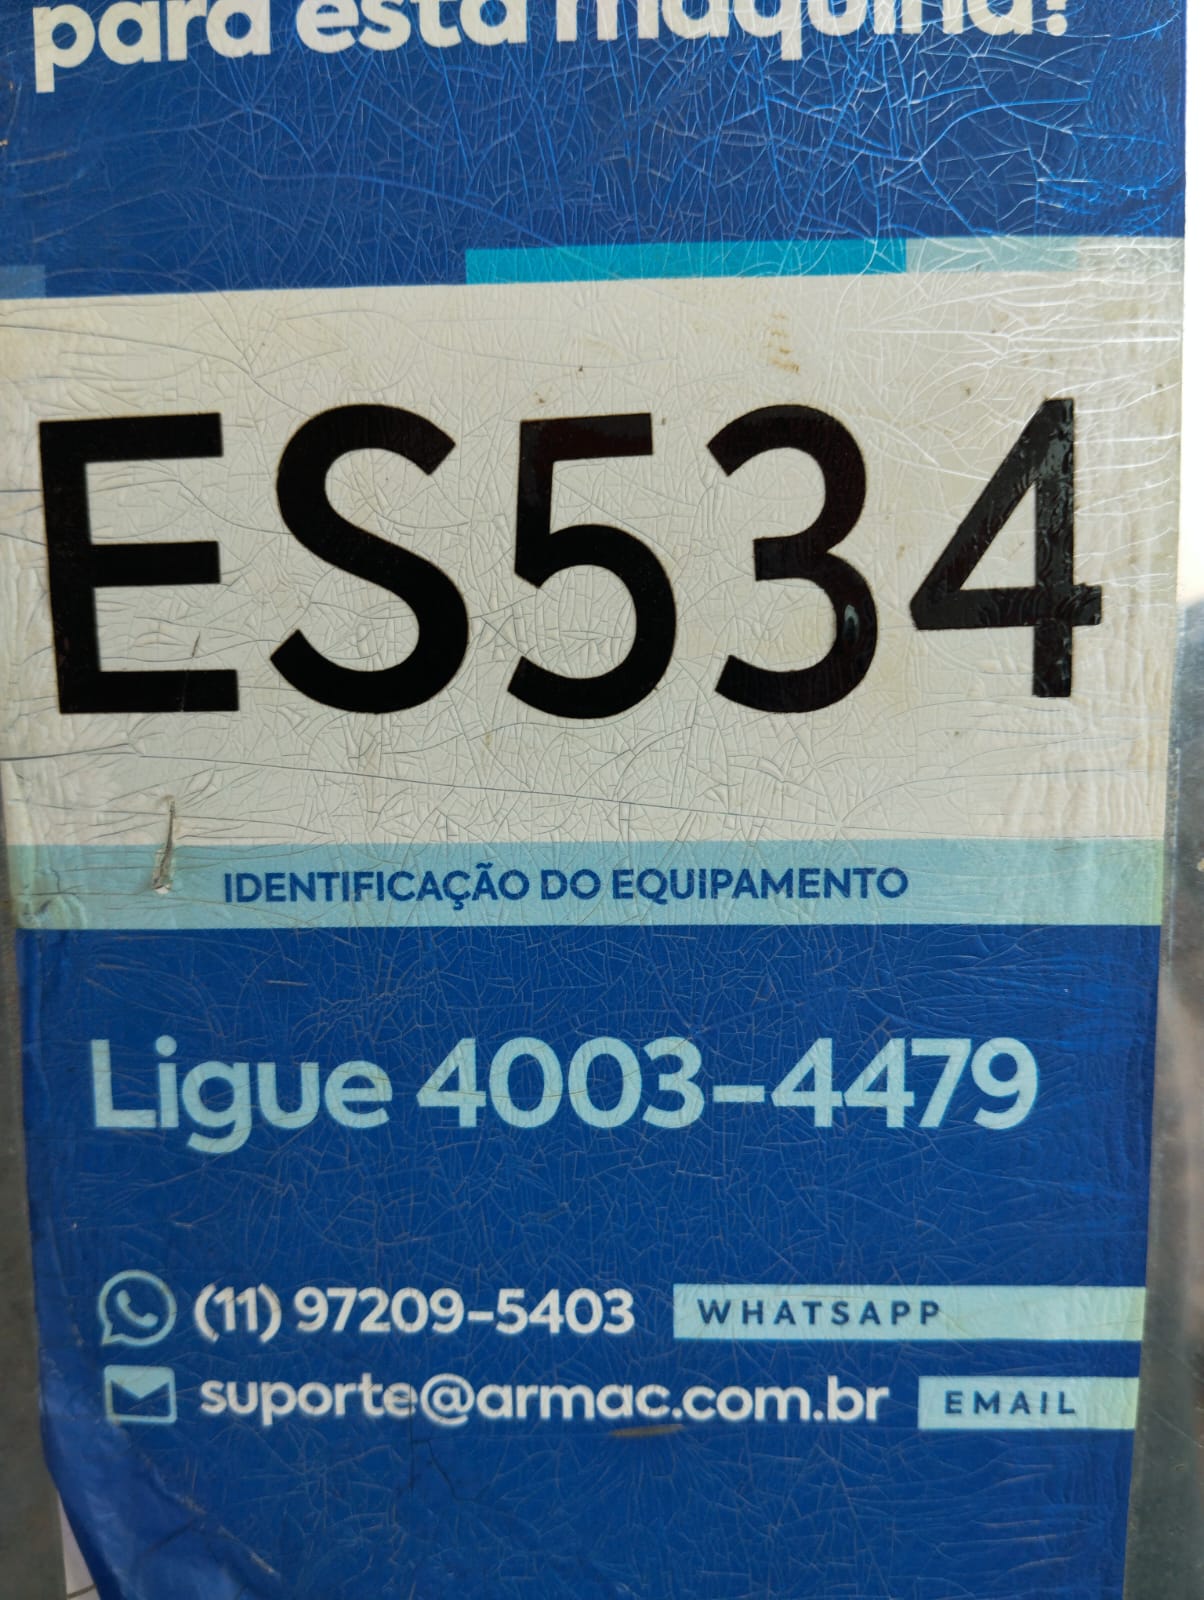 para esta máquina?
ES534
IDENTIFICAÇÃO DO EQUIPAMENTO
Ligue 4003-4479
(11) 97209-5403 WHATSAPP
suporte@armac.com.br EMAIL